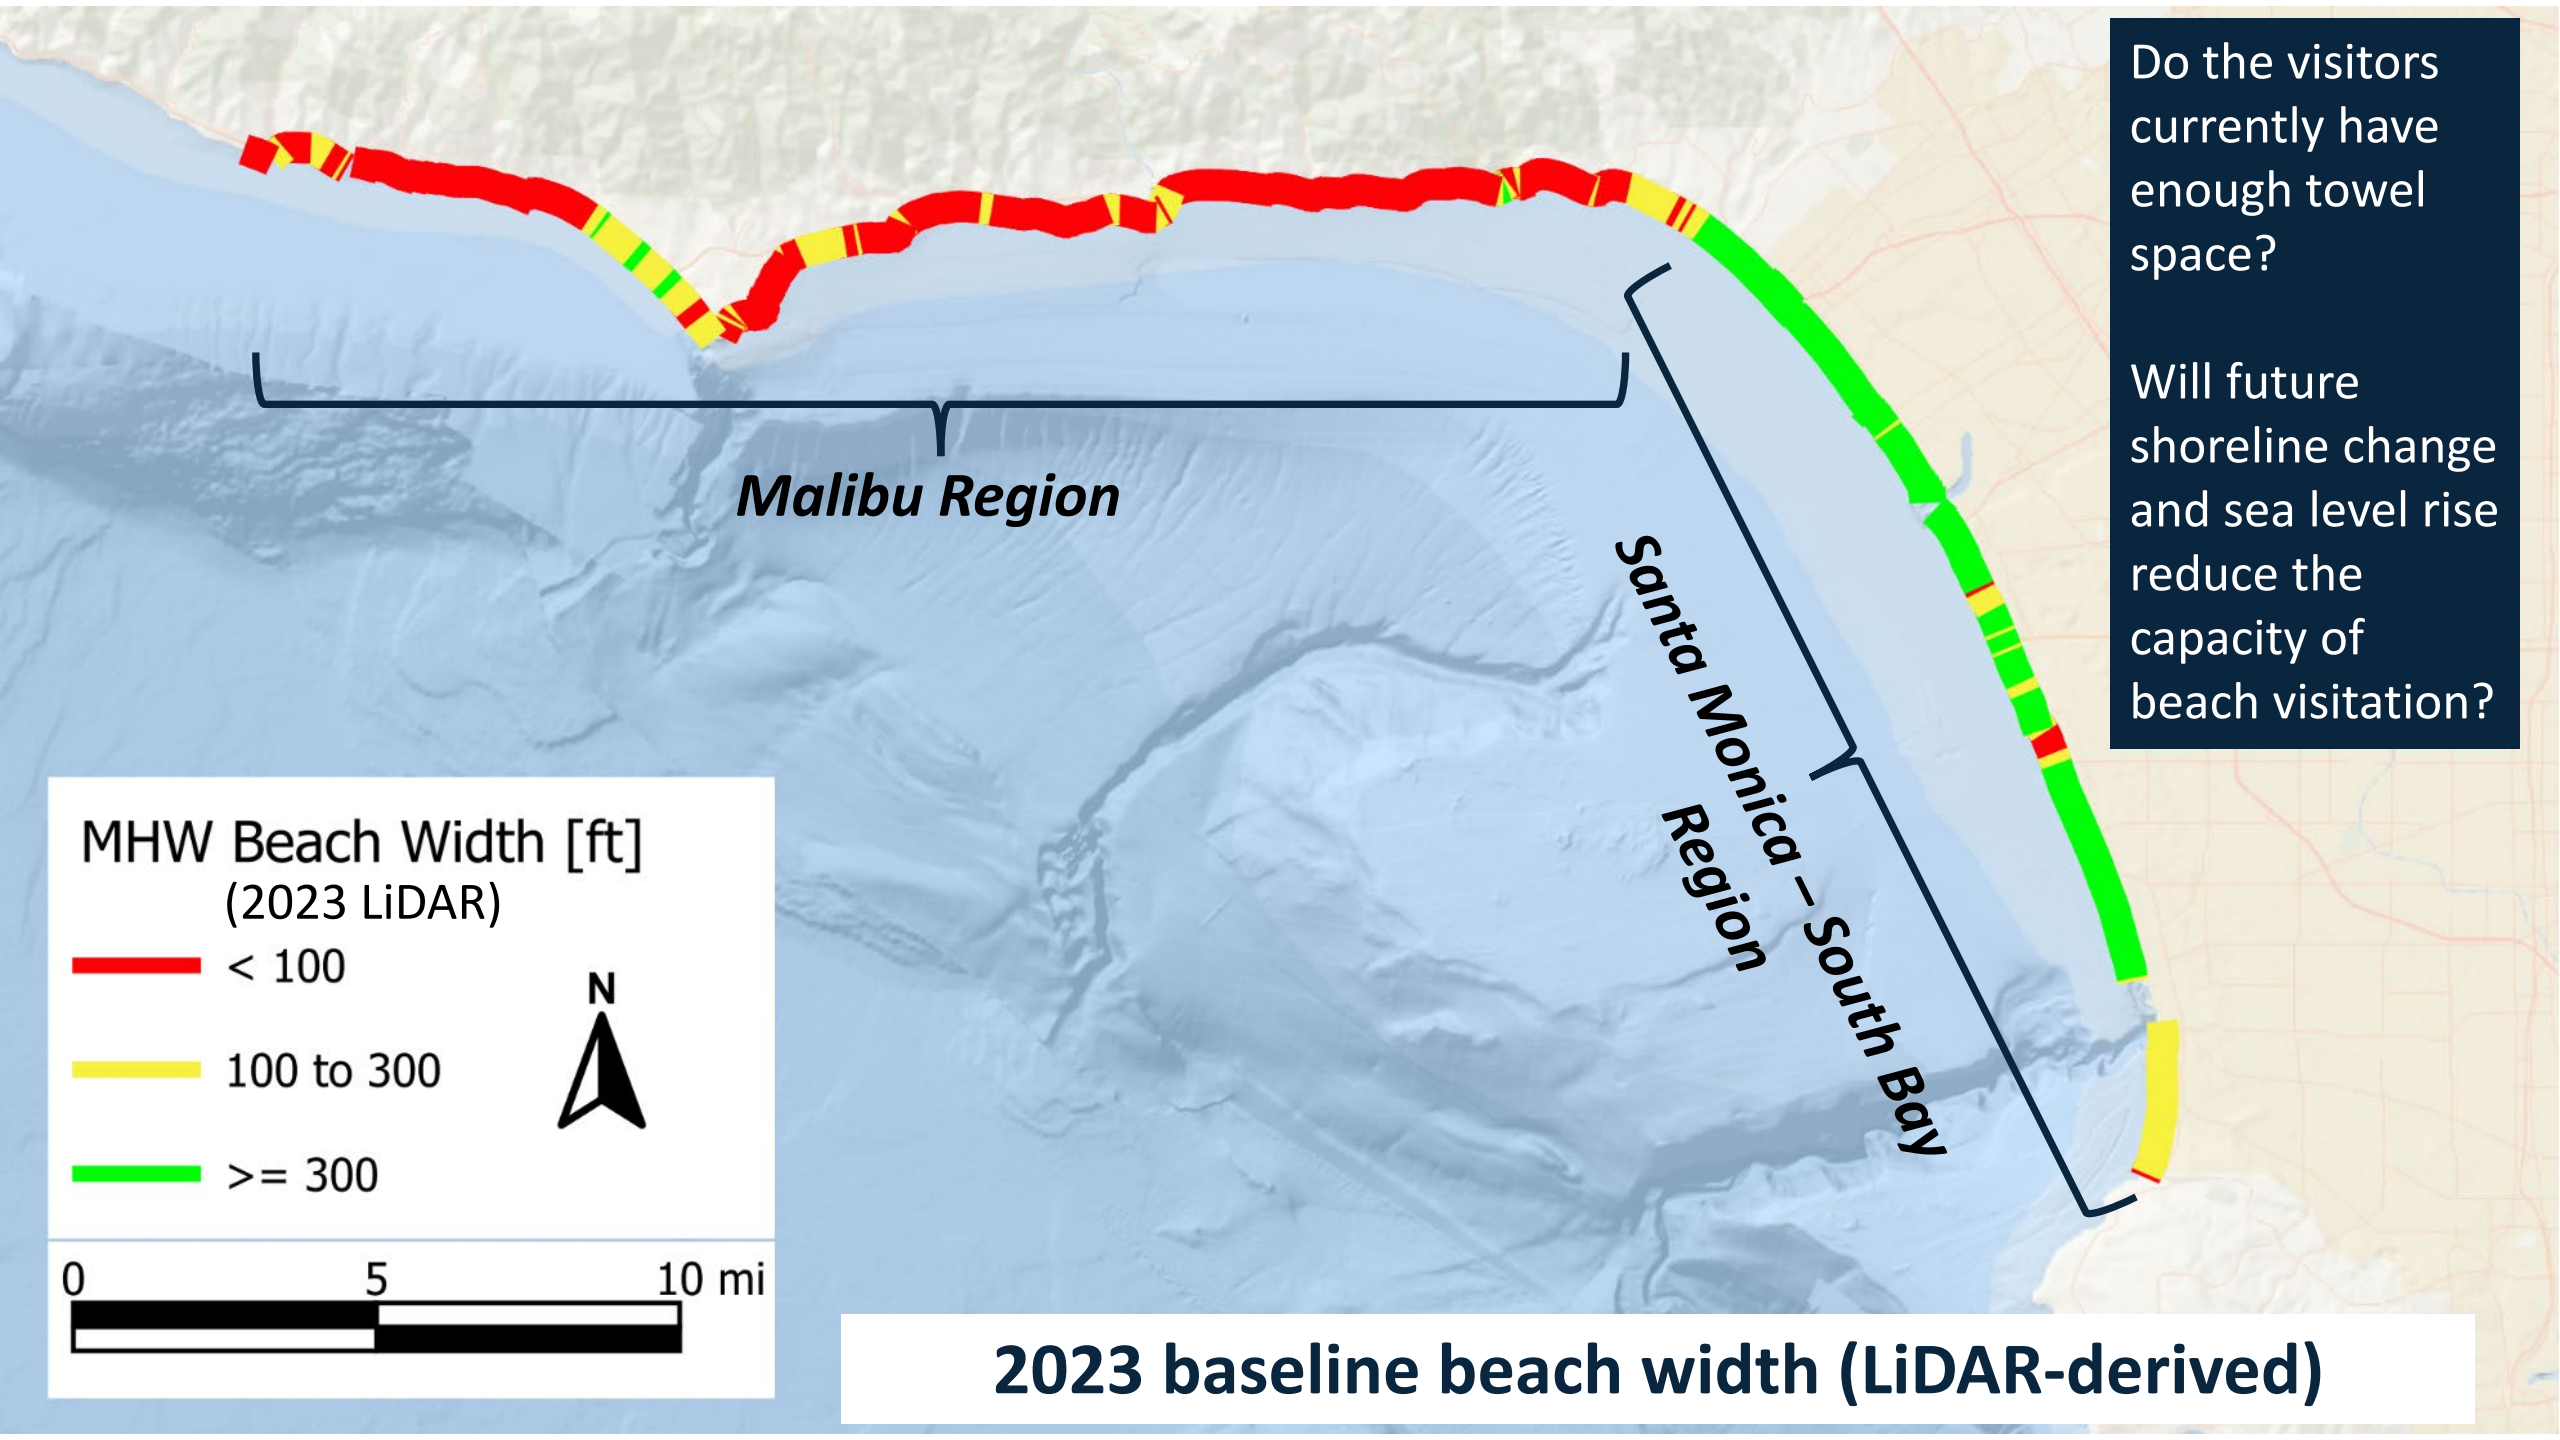 Do the visitors
currently have
enough towel
space?
Will future
shoreline change
and sea level rise
reduce the
capacity of
beach visitation?
Malibu Region
Santa Monica – South Bay
Region
MHW Beach Width [ft]
(2023 LiDAR)
< 100
100 to 300
>= 300
N
0 5 10 mi
2023 baseline beach width (LiDAR-derived)